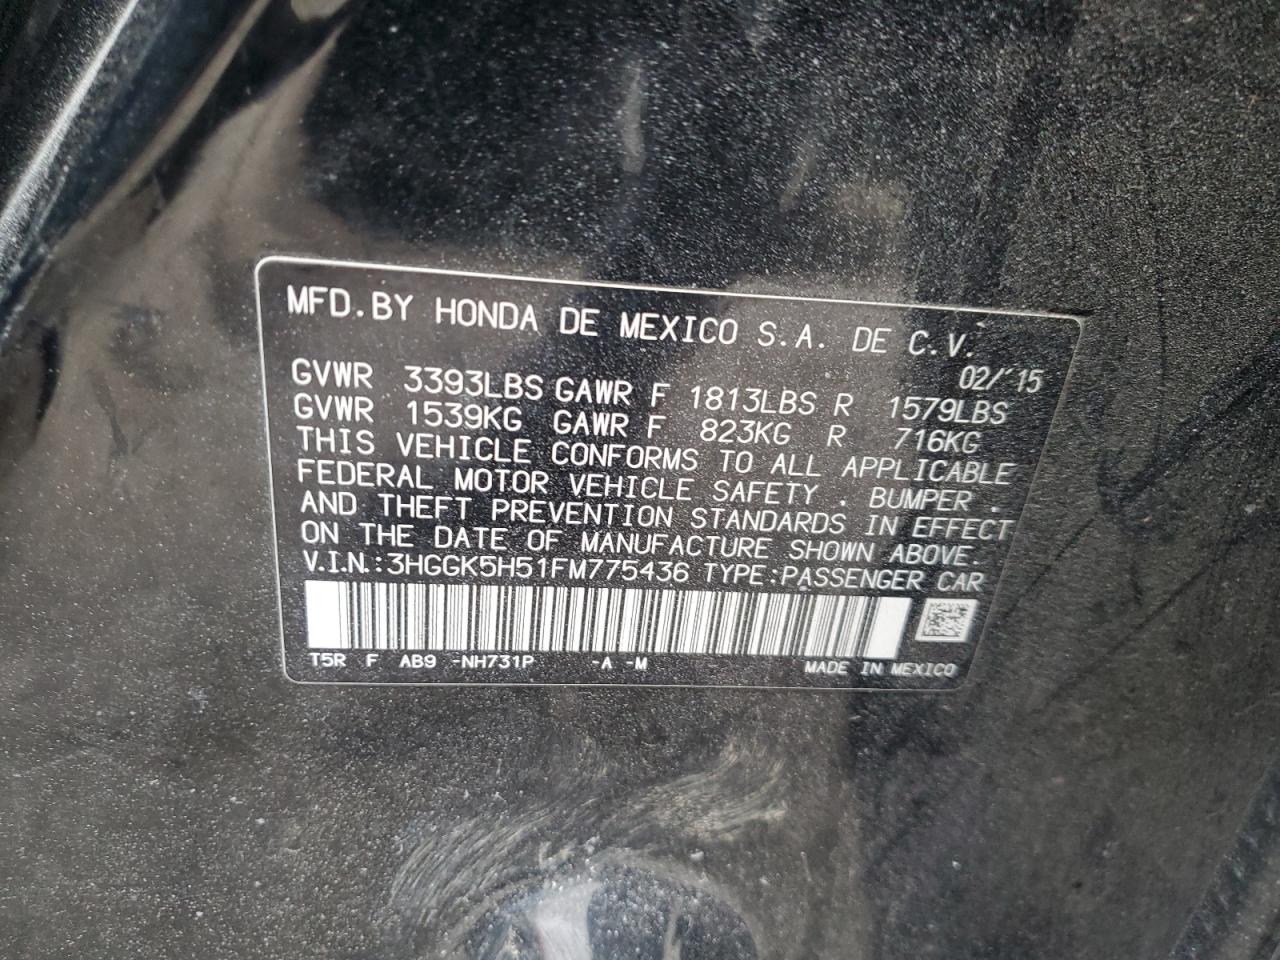 MFD.BY HONDA DE MEXICO S.A. DE C.V.
02/'15
GVWR 3393LBS GAWR F 1813LBS R 1579LBS
GVWR 1539KG GAWR F 823KG R 716KG
THIS VEHICLE CONFORMS TO ALL APPLICABLE
FEDERAL MOTOR VEHICLE SAFETY . BUMPER .
AND THEFT PREVENTION STANDARDS IN EFFECT
ON THE DATE OF MANUFACTURE SHOWN ABOVE.
V.I.N.:3HGGK5H51FM775436 TYPE:PASSENGER CAR
T5R F AB9 -NH731P -A -M MADE IN MEXICO